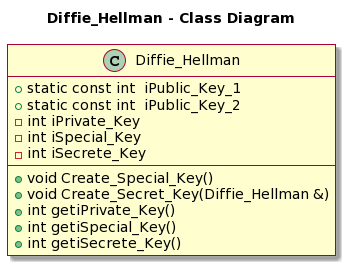 Diffie_Hellman - Class Diagram
C Diffie_Hellman
static const int iPublic_Key_1
static const int iPublic_Key_2
int iPrivate_Key
int iSpecial_Key
int iSecrete_Key
void Create_Special_Key()
void Create_Secret_Key(Diffie_Hellman &)
int getiPrivate_Key()
int getiSpecial_Key()
int getiSecrete_Key()